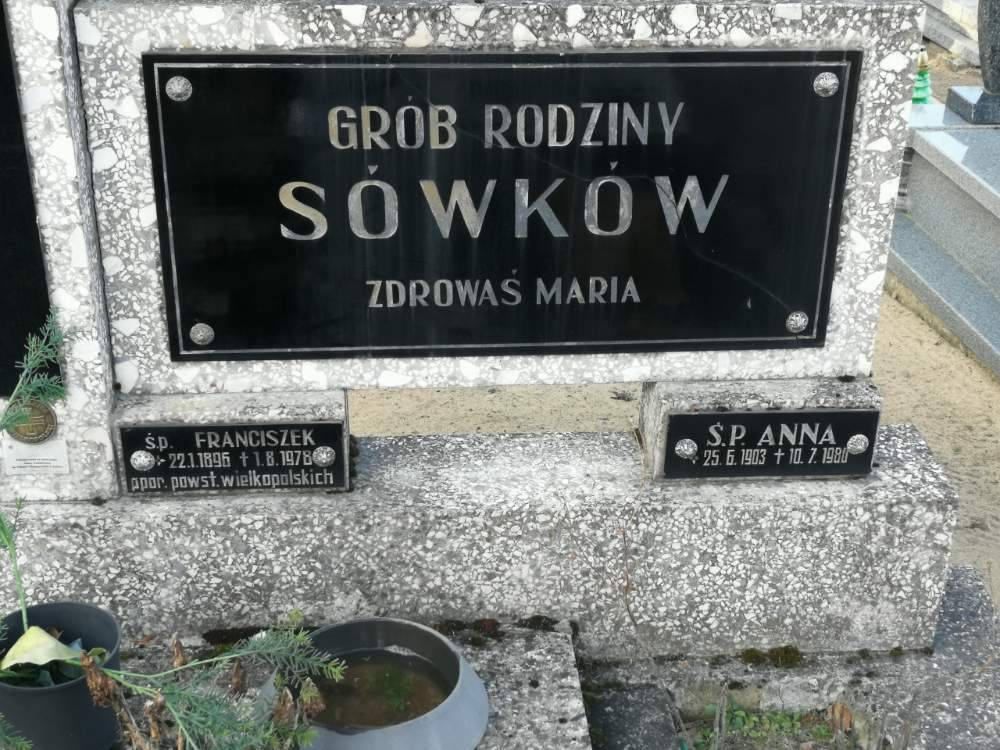 GRÓB RODZINY
SÓWKÓW
ZDROWAŚ MARIA
Ś.P. FRANCISZEK
22.1.1896 + 1.8.1978
ppor. powst. wielkopolskich
Ś.P. ANNA
25.6.1903 + 10.7.1980